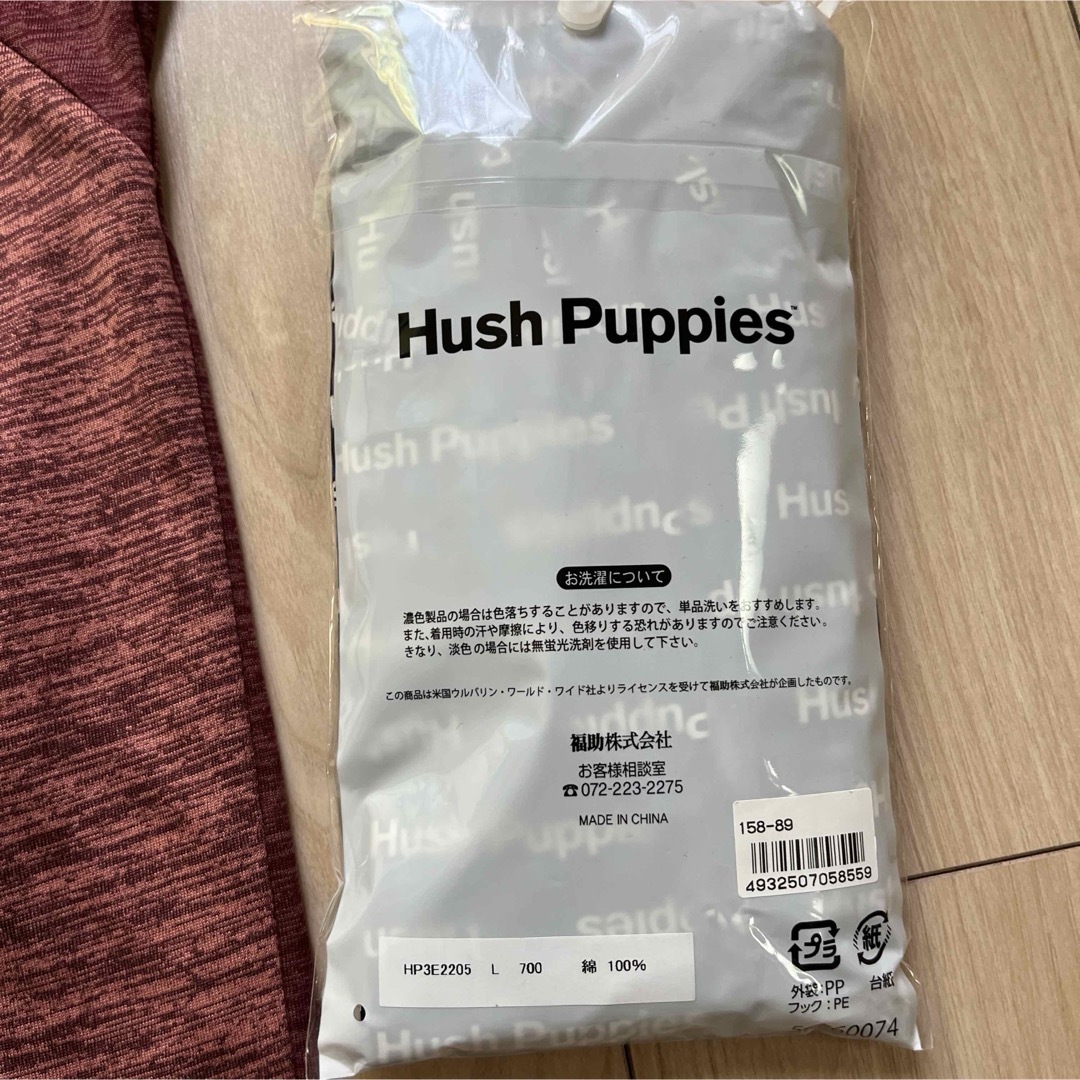 Hush Puppies™
Hush Puppies
お洗濯について
濃色製品の場合は色落ちすることがありますので、単品洗いをおすすめします。
また、着用時の汗や摩擦により、色移りする恐れがありますのでご注意ください。
きなり、淡色の場合には無蛍光洗剤を使用して下さい。
この商品は米国ウルバリン・ワールド・ワイド社よりライセンスを受けて福助株式会社が企画したものです。
福助株式会社
お客様相談室
☎072-223-2275
MADE IN CHINA
158-89
4932507058559
HP3E2205 L 700 綿 100%
プラ
紙
外装:PP
台紙
フック:PE